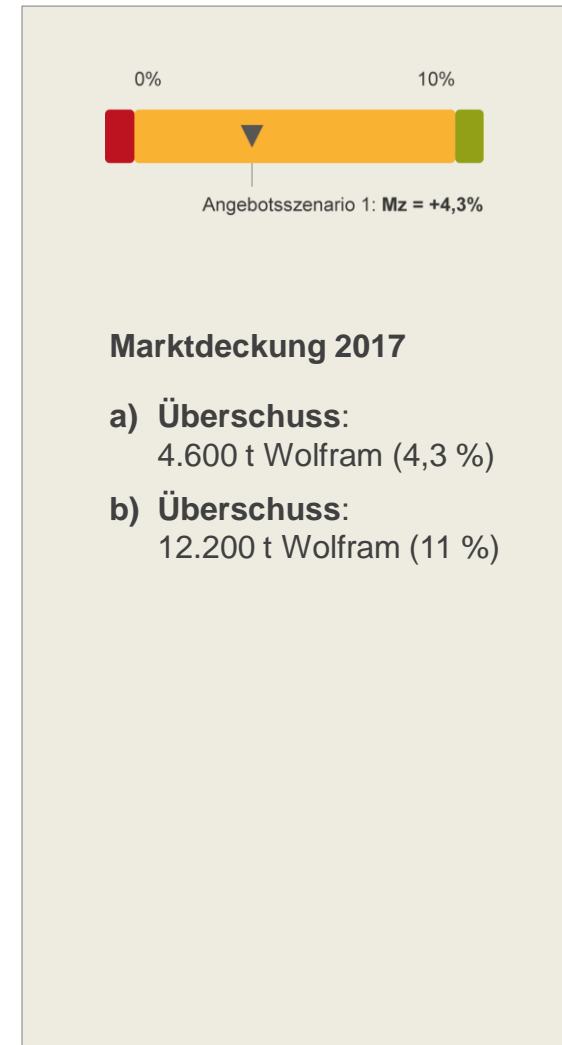 0% 10%
Angebotsszenario 1: Mz = +4,3%
Marktdeckung 2017
a) Überschuss:
4.600 t Wolfram (4,3 %)
b) Überschuss:
12.200 t Wolfram (11 %)